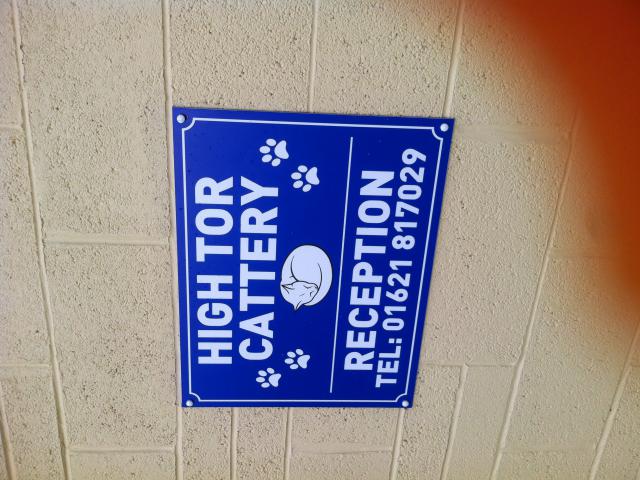 HIGH TOR
CATTERY
RECEPTION
TEL: 01621 817029